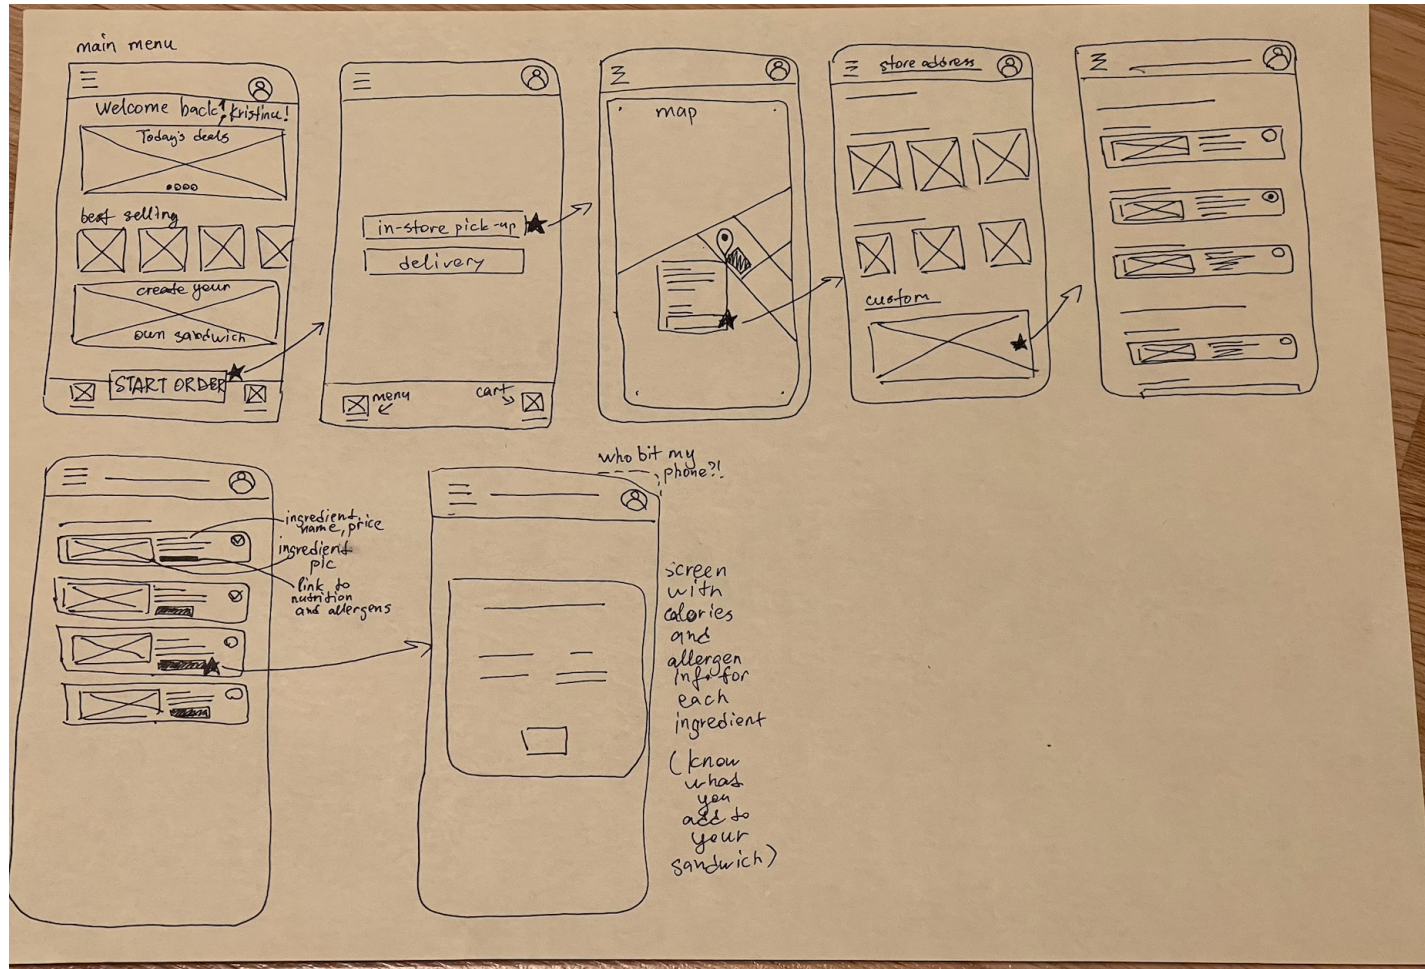 main menu
Welcome back, Kristina!
Today's deals
best selling
create your
own sandwich
START ORDER
in-store pick-up
delivery
menu
cart
map
store address
custom
ingredient
name, price
ingredient
pic
link to
nutrition
and allergens
who bit my
phone?!
screen
with
calories
and
allergen
info for
each
ingredient
(know
what
you
add to
your
sandwich)